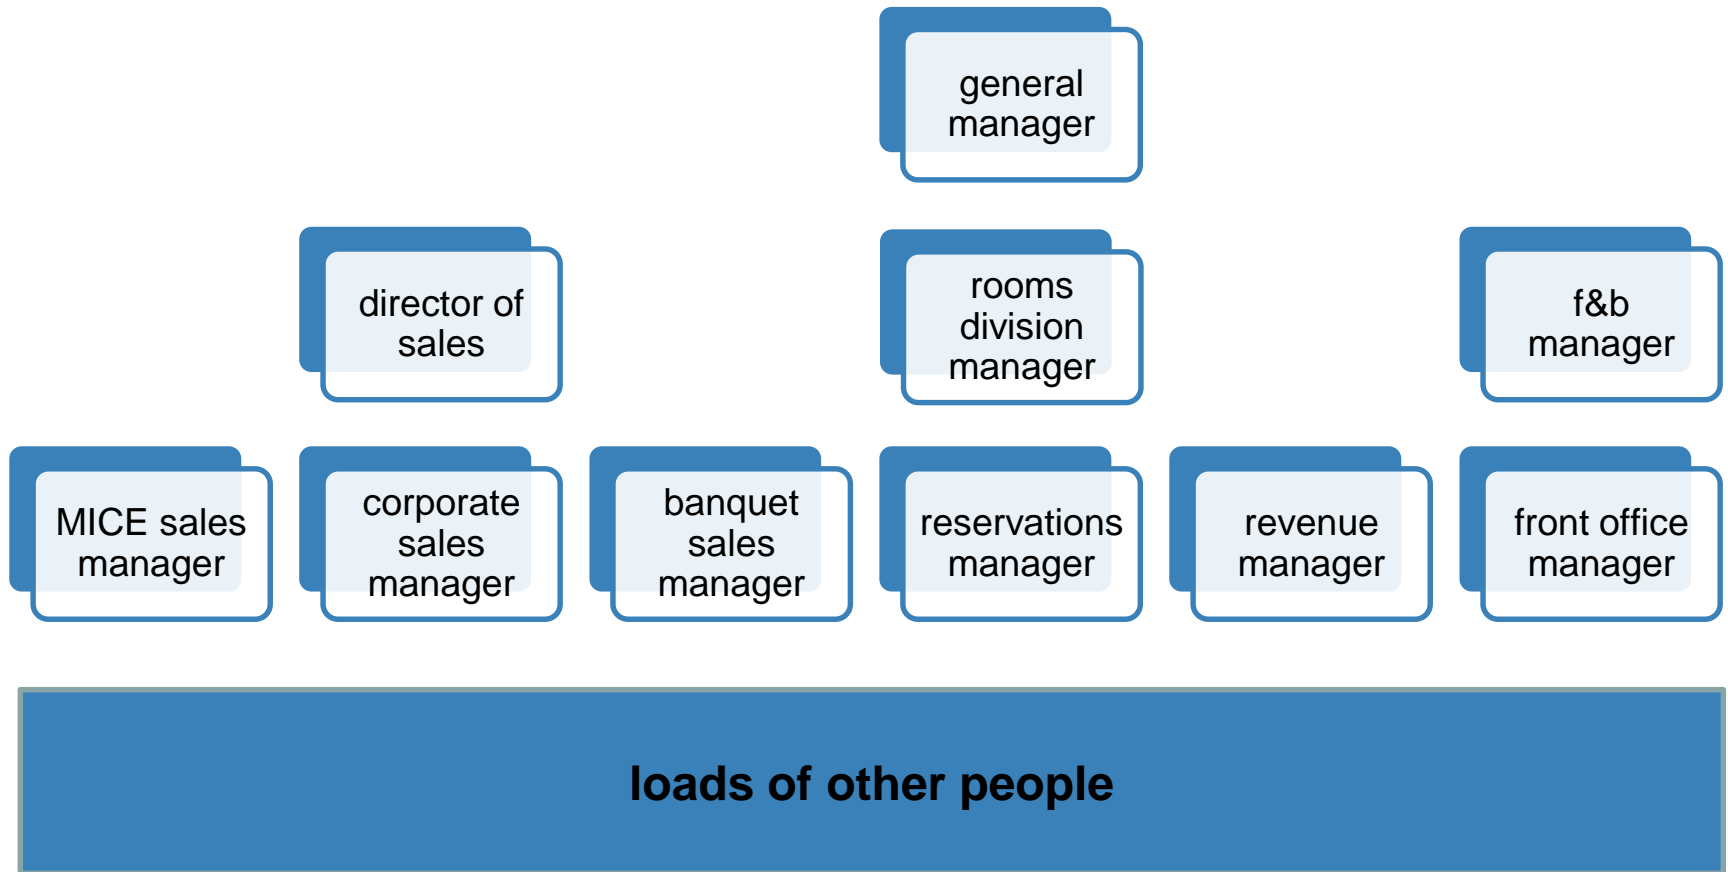 general
manager
director of
sales
rooms
division
manager
f&b
manager
MICE sales
manager
corporate
sales
manager
banquet
sales
manager
reservations
manager
revenue
manager
front office
manager
loads of other people